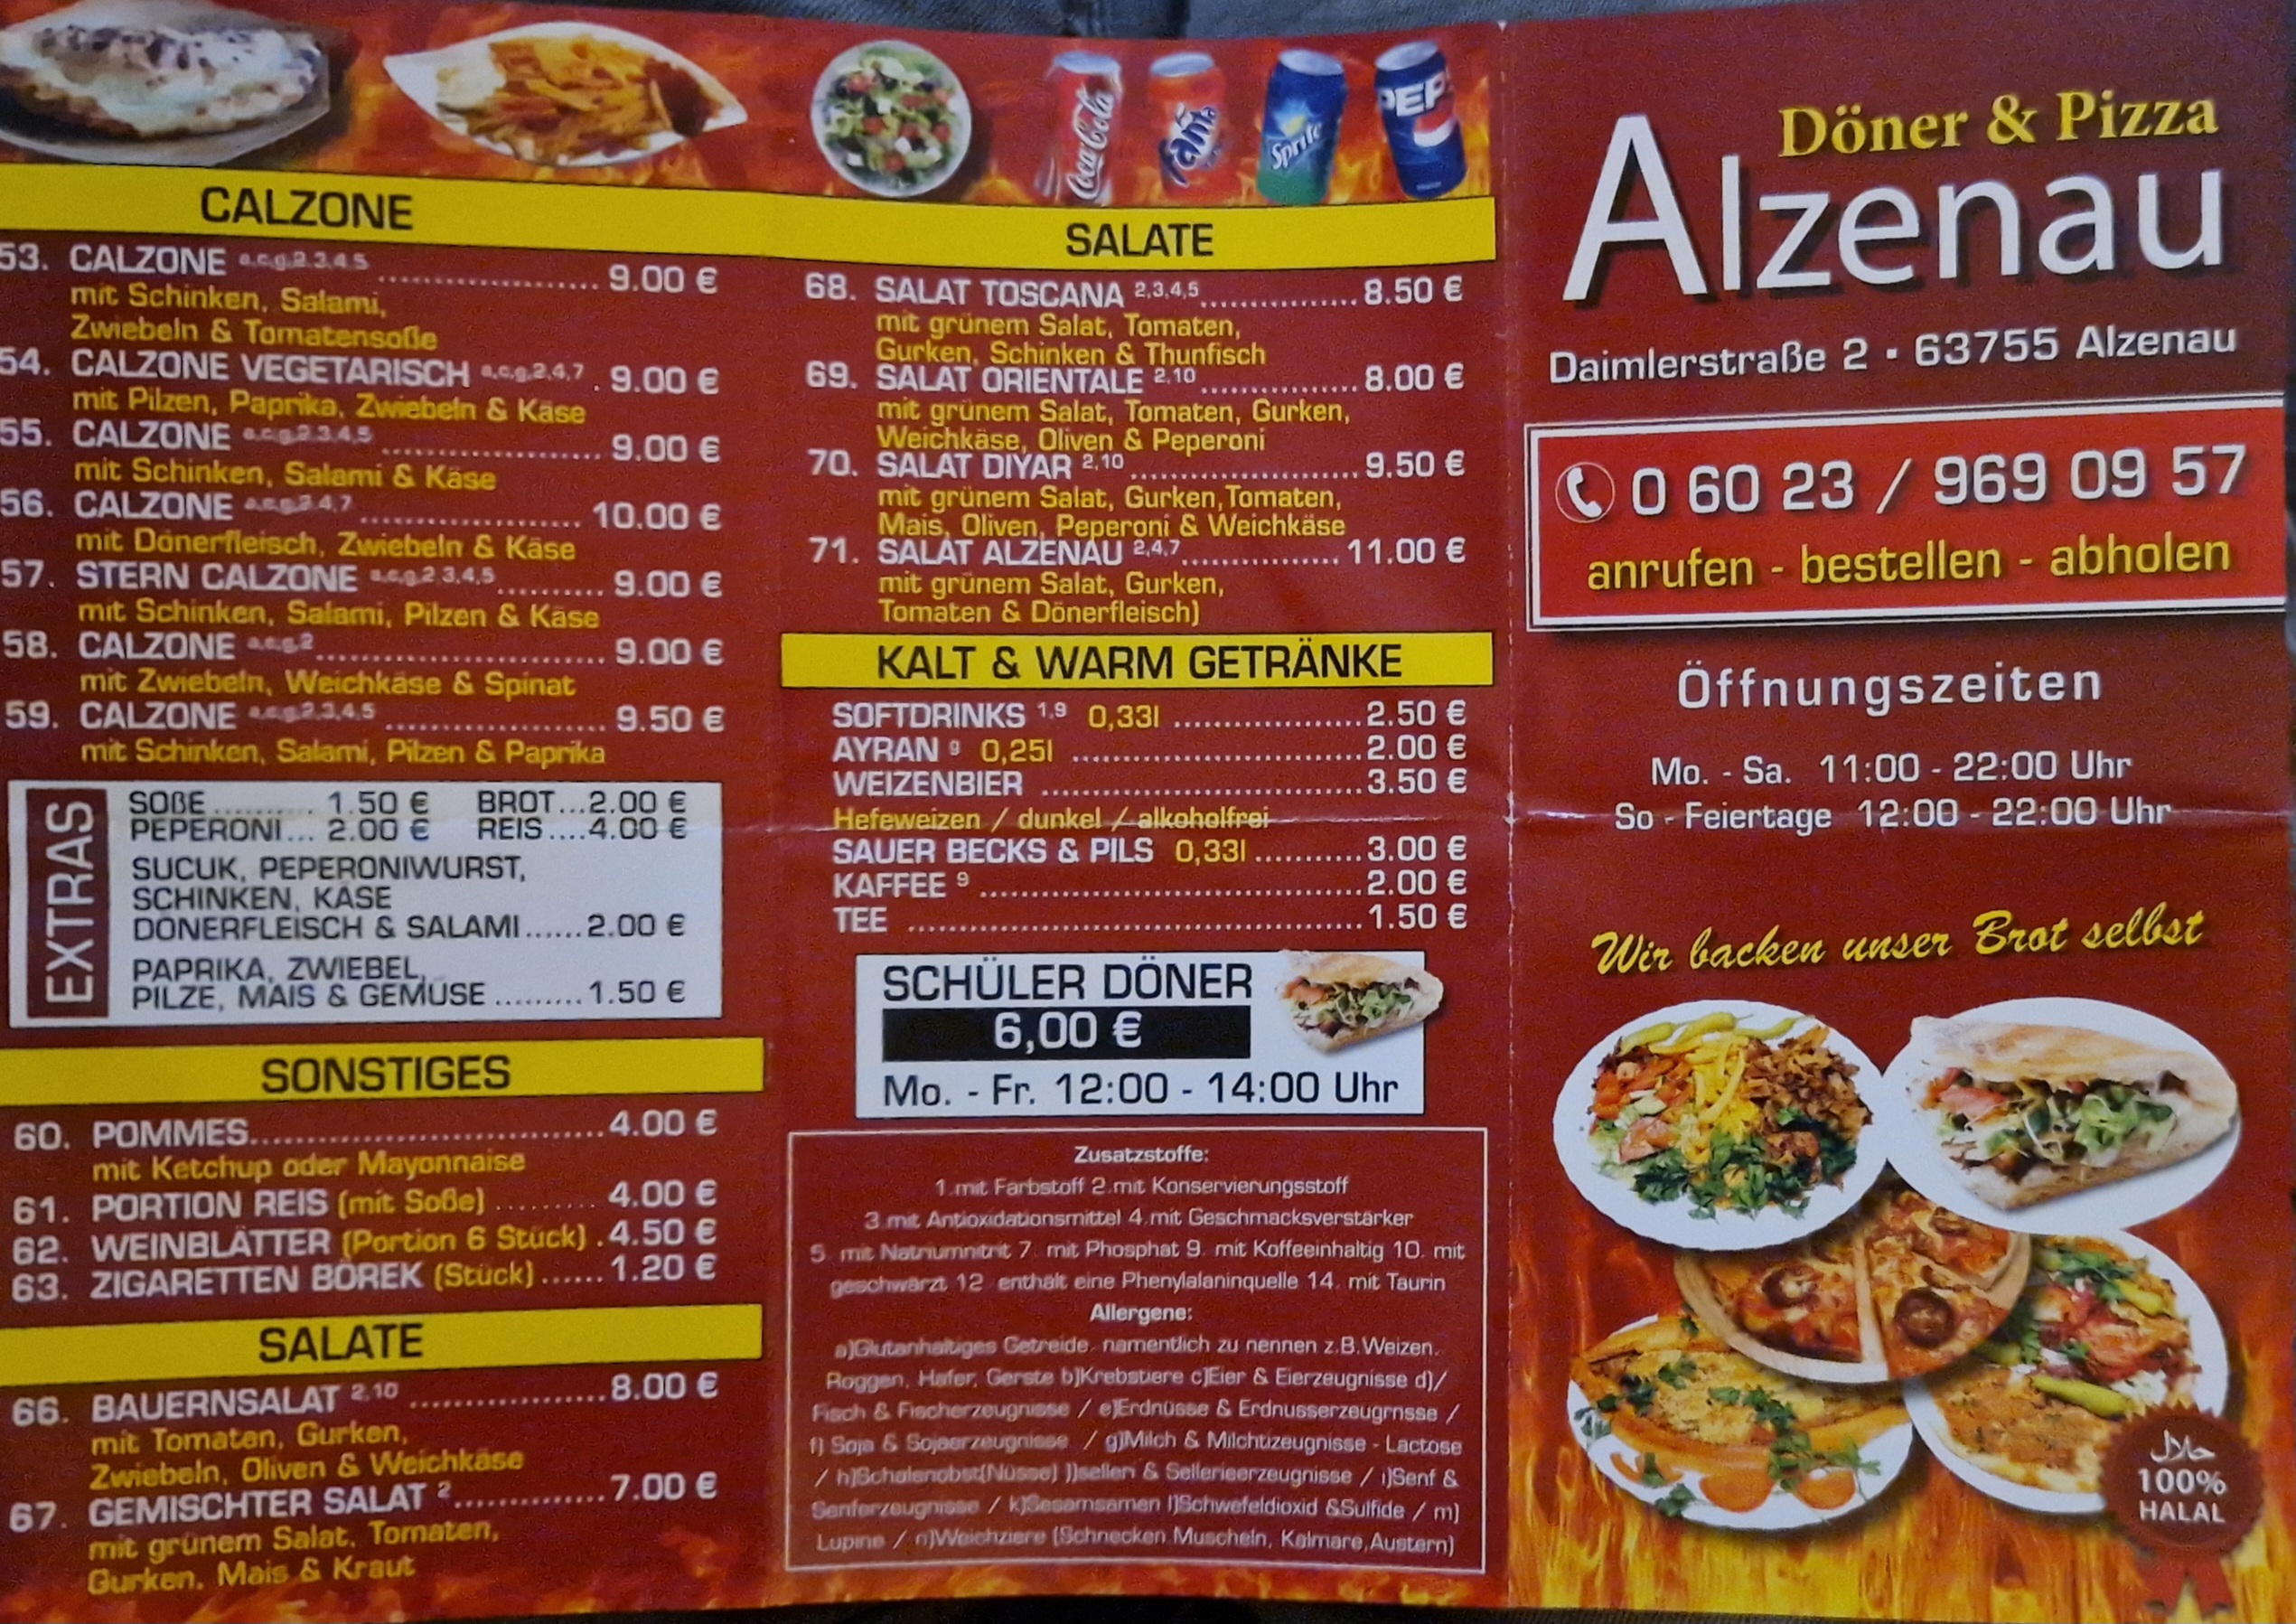 CALZONE
53. CALZONE a,c,g,2,3,4,5 .................... 9.00 €
mit Schinken, Salami,
Zwiebeln & Tomatensoße
54. CALZONE VEGETARISCH a,c,g,2,4,7 . 9.00 €
mit Pilzen, Paprika, Zwiebeln & Käse
55. CALZONE a,c,g,2,3,4,5 .................... 9.00 €
mit Schinken, Salami & Käse
56. CALZONE a,c,g,2,4,7 .................... 10.00 €
mit Dönerfleisch, Zwiebeln & Käse
57. STERN CALZONE a,c,g,2,3,4,5 .......... 9.00 €
mit Schinken, Salami, Pilzen & Käse
58. CALZONE a,c,g,2 .......................... 9.00 €
mit Zwiebeln, Weichkäse & Spinat
59. CALZONE a,c,g,2,3,4,5 .................... 9.50 €
mit Schinken, Salami, Pilzen & Paprika
EXTRAS
SOßE .......... 1.50 € BROT...2.00 €
PEPERONI... 2.00 € REIS....4.00 €
SUCUK, PEPERONIWURST,
SCHINKEN, KÄSE
DÖNERFLEISCH & SALAMI ......2.00 €
PAPRIKA, ZWIEBEL,
PILZE, MAIS & GEMÜSE .........1.50 €
SONSTIGES
60. POMMES................................4.00 €
mit Ketchup oder Mayonnaise
61. PORTION REIS (mit Soße) ......... 4.00 €
62. WEINBLÄTTER (Portion 6 Stück) .4.50 €
63. ZIGARETTEN BÖREK (Stück) ...... 1.20 €
SALATE
66. BAUERNSALAT 2,10 ..................8.00 €
mit Tomaten, Gurken,
Zwiebeln, Oliven & Weichkäse
67. GEMISCHTER SALAT 2 ..............7.00 €
mit grünem Salat, Tomaten,
Gurken, Mais & Kraut
Coca-Cola
Fanta
Sprite
PEP
SALATE
68. SALAT TOSCANA 2,3,4,5 ................ 8.50 €
mit grünem Salat, Tomaten,
Gurken, Schinken & Thunfisch
69. SALAT ORIENTALE 2,10 ................ 8.00 €
mit grünem Salat, Tomaten, Gurken,
Weichkäse, Oliven & Peperoni
70. SALAT DIYAR 2,10 ....................... 9.50 €
mit grünem Salat, Gurken,Tomaten,
Mais, Oliven, Peperoni & Weichkäse
71. SALAT ALZENAU 2,4,7 ................ 11.00 €
mit grünem Salat, Gurken,
Tomaten & Dönerfleisch)
KALT & WARM GETRÄNKE
SOFTDRINKS 1,9 0,33l ...................2.50 €
AYRAN g 0,25l .............................2.00 €
WEIZENBIER ................................3.50 €
Hefeweizen / dunkel / alkoholfrei
SAUER BECKS & PILS 0,33l ...........3.00 €
KAFFEE 9 ......................................2.00 €
TEE .............................................1.50 €
SCHÜLER DÖNER
6,00 €
Mo. - Fr. 12:00 - 14:00 Uhr
Zusatzstoffe:
1.mit Farbstoff 2.mit Konservierungsstoff
3.mit Antioxidationsmittel 4.mit Geschmacksverstärker
5. mit Natriumnitrit 7. mit Phosphat 9. mit Koffeeinhaltig 10. mit
geschwärzt 12 enthält eine Phenylalaninquelle 14. mit Taurin
Allergene:
a)Glutenhaltiges Getreide, namentlich zu nennen z.B.Weizen,
Roggen, Hafer, Gerste b)Krebstiere c)Eier & Eierzeugnisse d)/
Fisch & Fischerzeugnisse / e)Erdnüsse & Erdnusserzeugrnsse /
f) Soja & Sojaerzeugnisse / g)Milch & Milchtizeugnisse - Lactose
/ h)Schalenobst(Nüsse) )sellen & Sellerieerzeugnisse / i)Senf &
Senferzeugnisse / k)Sesamsamen l)Schwefeldioxid &Sulfide / m)
Lupine / n)Weichziere (Schnecken Muscheln, Kalmare,Austern)
Döner & Pizza
Alzenau
Daimlerstraße 2 · 63755 Alzenau
0 60 23 / 969 09 57
anrufen - bestellen - abholen
Öffnungszeiten
Mo. - Sa. 11:00 - 22:00 Uhr
So - Feiertage 12:00 - 22:00 Uhr
Wir backen unser Brot selbst
حلال
100%
HALAL